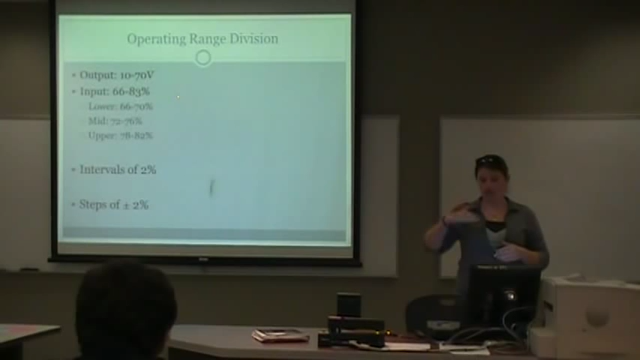 Operating Range Division
Output: 10-70V
Input: 66-83%
Lower: 66-70%
Mid: 72-76%
Upper: 78-82%
Intervals of 2%
Steps of ± 2%